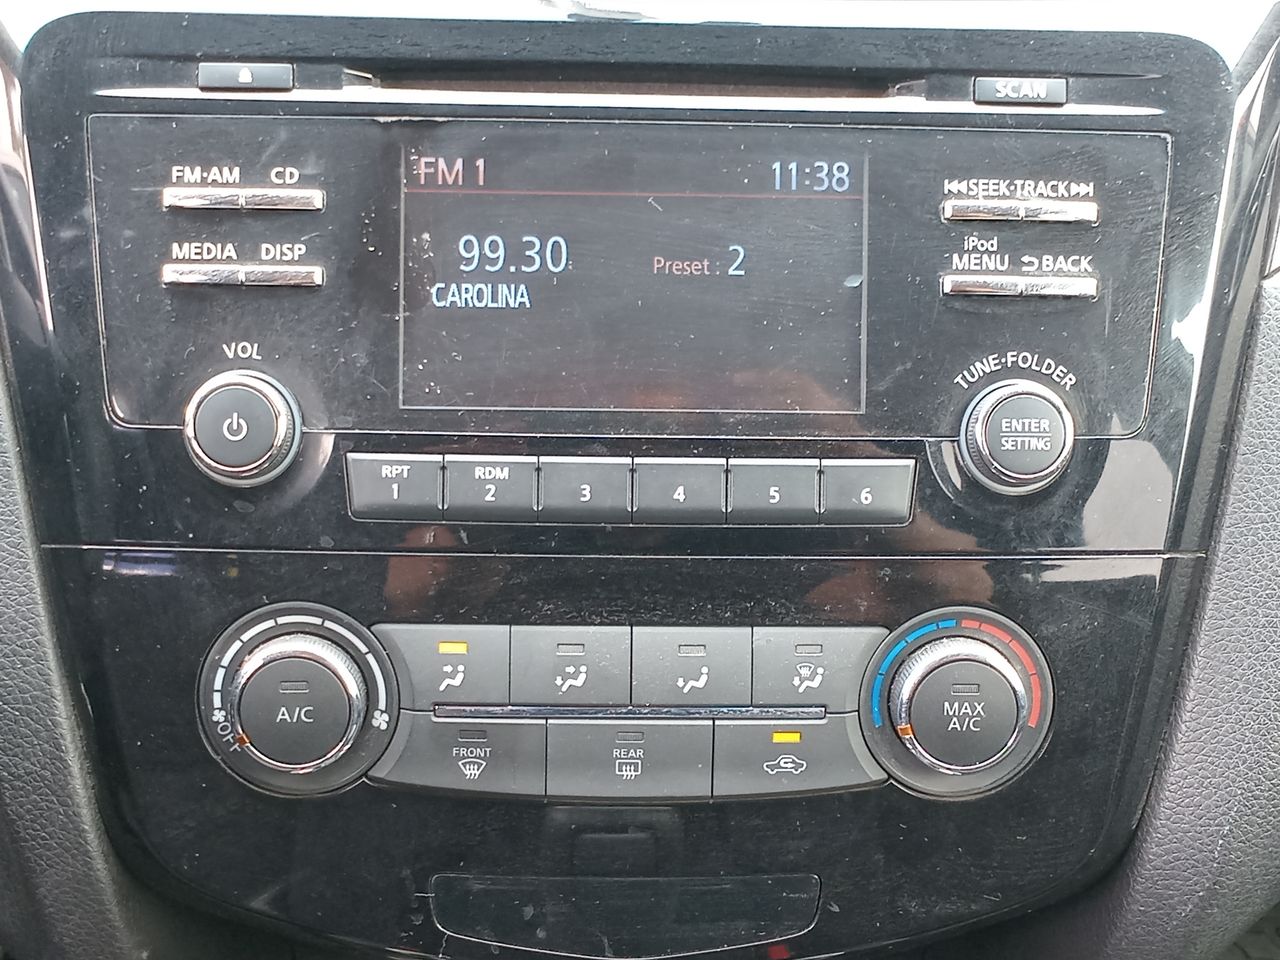 SCAN
FM·AM CD
FM 1 11:38
SEEK·TRACK
MEDIA DISP
99.30 Preset : 2
CAROLINA
iPod
MENU BACK
VOL
TUNE·FOLDER
ENTER
SETTING
RPT
1
RDM
2
3
4
5
6
A/C
OFF
MAX
A/C
FRONT
REAR